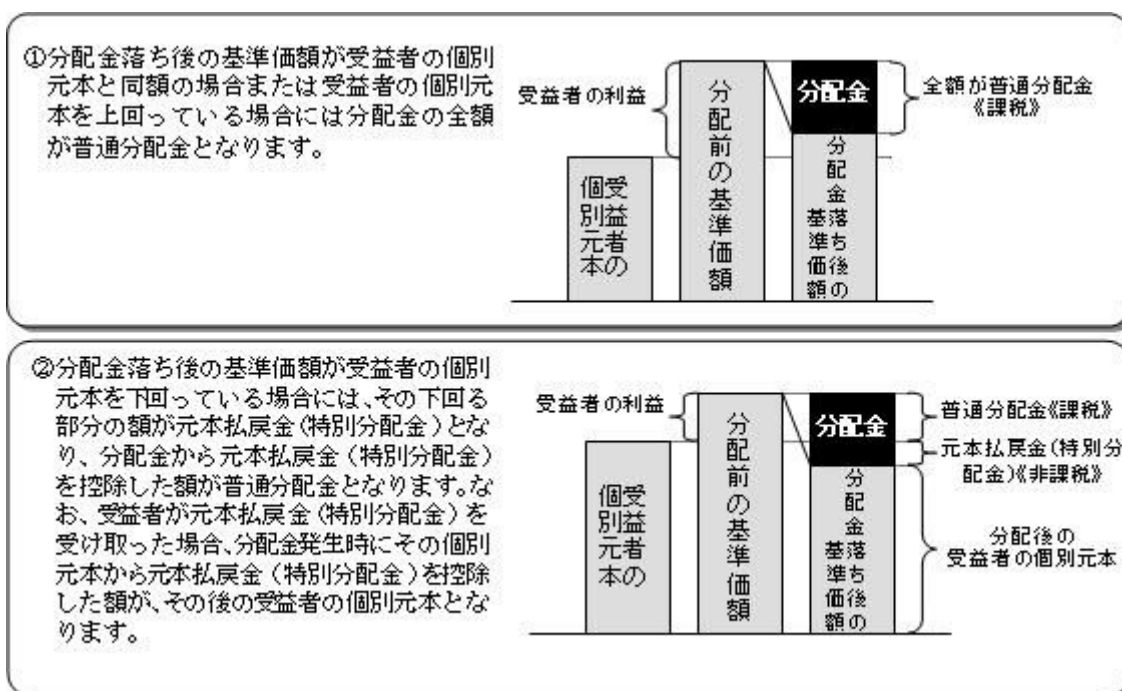 ①分配金落ち後の基準価額が受益者の個別
元本と同額の場合または受益者の個別元
本を上回っている場合には分配金の全額
が普通分配金となります。
受益者の利益
受益者の
個別元本
分配前の基準価額
分配金
分配金落ち後の
基準価額
全額が普通分配金
《課税》
②分配金落ち後の基準価額が受益者の個別
元本を下回っている場合には、その下回る
部分の額が元本払戻金(特別分配金)とな
り、分配金から元本払戻金(特別分配金)
を控除した額が普通分配金となります。な
お、受益者が元本払戻金(特別分配金)を
受け取った場合、分配金発生時にその個別
元本から元本払戻金(特別分配金)を控除
した額が、その後の受益者の個別元本とな
ります。
受益者の利益
受益者の
個別元本
分配前の基準価額
分配金
分配金落ち後の
基準価額
普通分配金《課税》
元本払戻金(特別分
配金)《非課税》
分配後の
受益者の個別元本